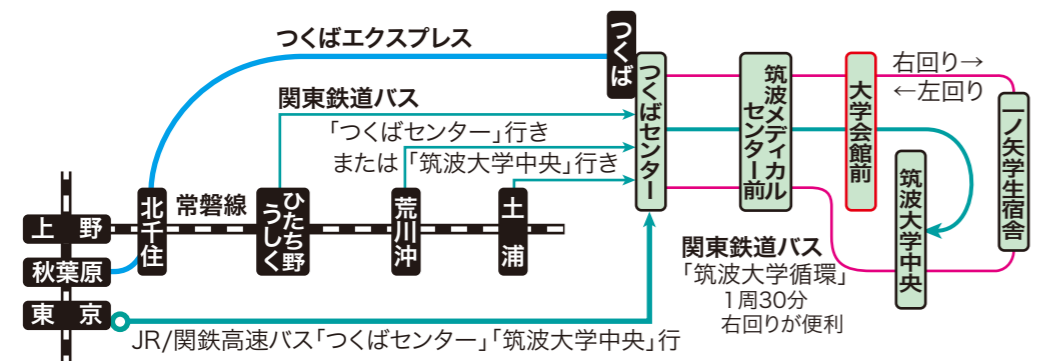 つくばエクスプレス
つくば
関東鉄道バス
「つくばセンター」行き
または「筑波大学中央」行き
つくばセンター
筑波メディカル
センター前
大学会館前
右回り→
←左回り
一ノ矢学生宿舎
筑波大学中央
上野
秋葉原
東京
北千住
常磐線
ひたち野
うしく
荒川沖
土浦
関東鉄道バス
「筑波大学循環」
1周30分
右回りが便利
JR/関鉄高速バス「つくばセンター」「筑波大学中央」行